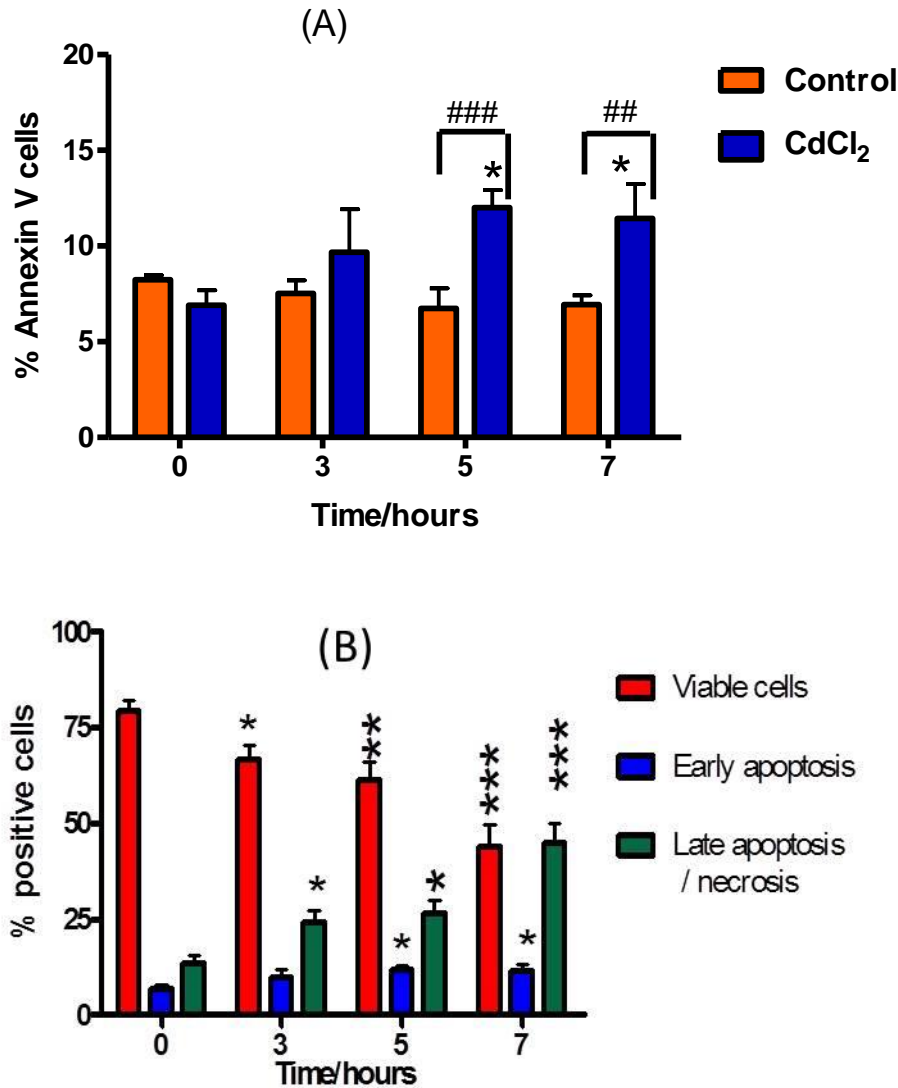 (A)
20
15
10
5
0
% Annexin V cells
###
*
##
*
0 3 5 7
Time/hours
Control
CdCl₂
(B)
100
75
50
25
0
% positive cells
*
*
**
*
*
***
*
***
0 3 5 7
Time/hours
Viable cells
Early apoptosis
Late apoptosis
/ necrosis